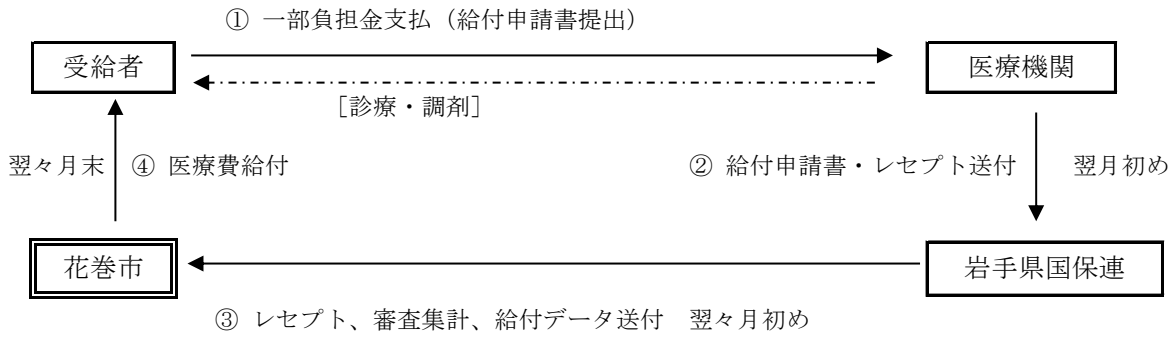 ① 一部負担金支払（給付申請書提出）
受給者
医療機関
［診療・調剤］
翌々月末
④ 医療費給付
② 給付申請書・レセプト送付
翌月初め
花巻市
岩手県国保連
③ レセプト、審査集計、給付データ送付　翌々月初め